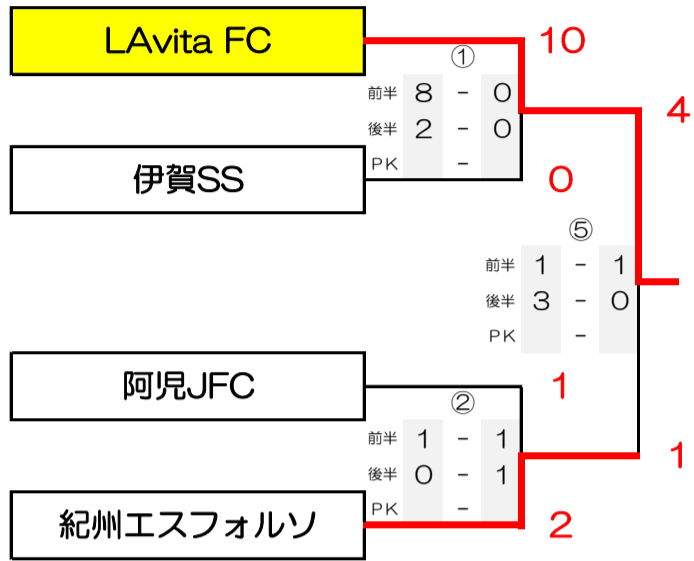 LAvita FC
10
①
前半 8 - 0
後半 2 - 0
PK -
4
伊賀SS
0
⑤
前半 1 - 1
後半 3 - 0
PK -
阿児JFC
1
②
前半 1 - 1
後半 0 - 1
PK -
1
紀州エスフォルソ
2